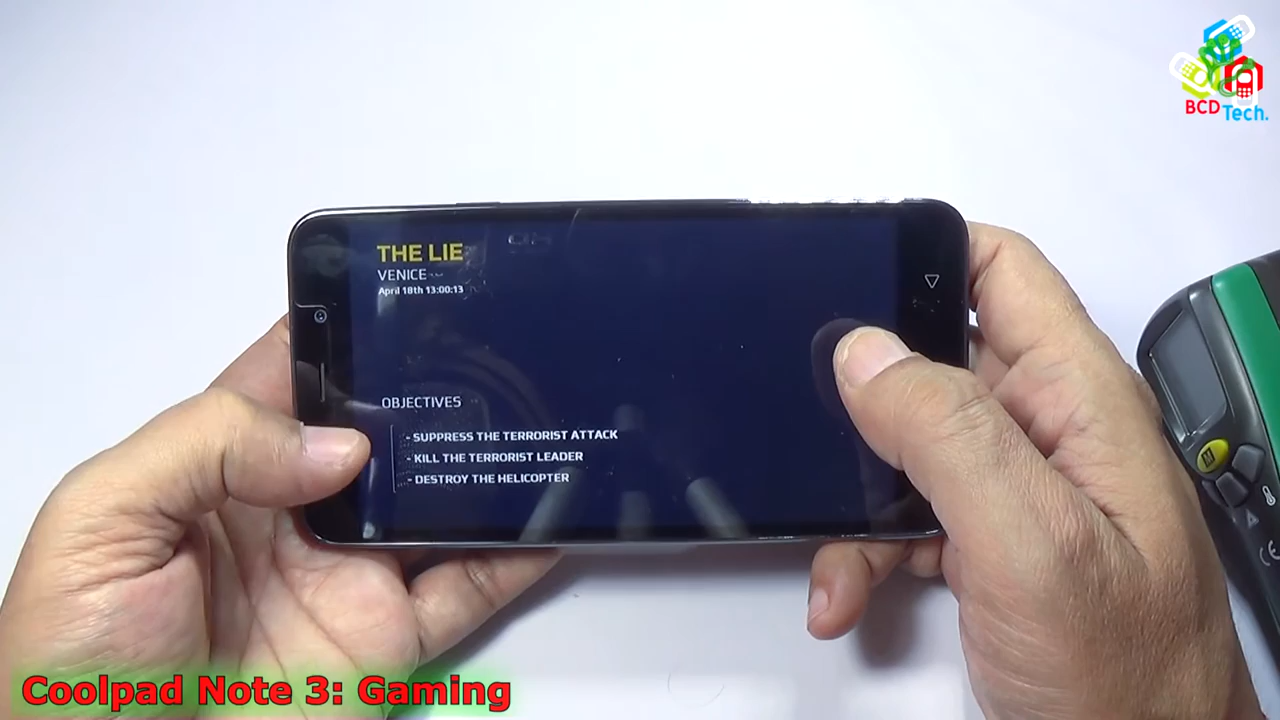 BCD Tech.
THE LIE
VENICE
April 18th 13:00:13
OBJECTIVES
- SUPPRESS THE TERRORIST ATTACK
- KILL THE TERRORIST LEADER
- DESTROY THE HELICOPTER
M
CE
Coolpad Note 3: Gaming